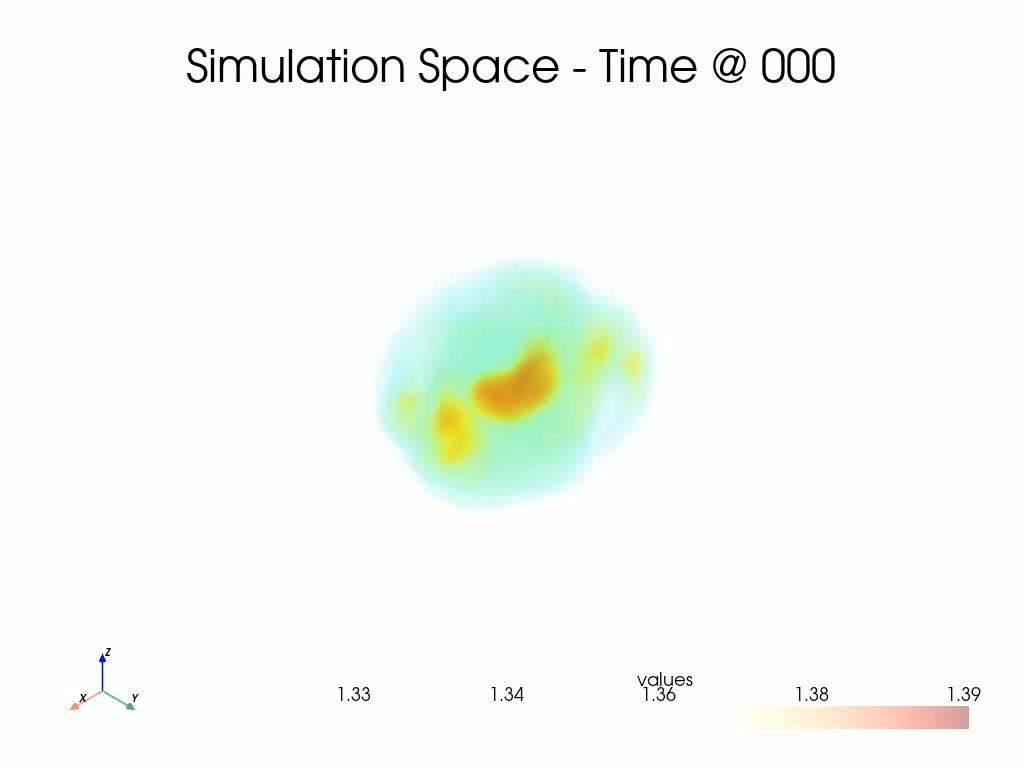 Simulation Space - Time @ 000
Z
X
Y
values
1.33 1.34 1.36 1.38 1.39